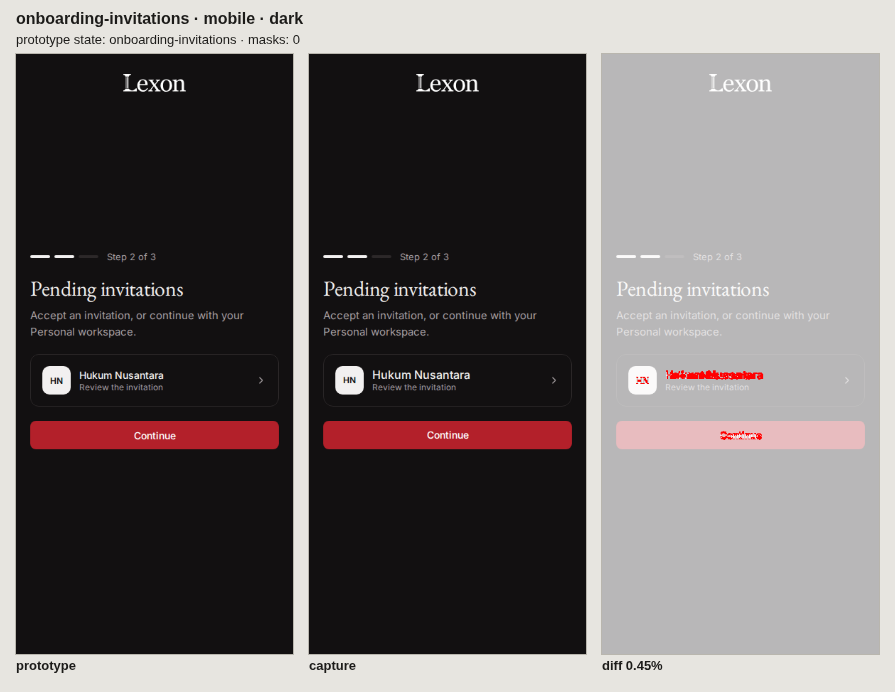 onboarding-invitations · mobile · dark
prototype state: onboarding-invitations · masks: 0
Lexon
Step 2 of 3
Pending invitations
Accept an invitation, or continue with your
Personal workspace.
HN
Hukum Nusantara
Review the invitation
Continue
prototype
Lexon
Step 2 of 3
Pending invitations
Accept an invitation, or continue with your
Personal workspace.
HN
Hukum Nusantara
Review the invitation
Continue
capture
Lexon
Step 2 of 3
Pending invitations
Accept an invitation, or continue with your
Personal workspace.
Review the invitation
diff 0.45%